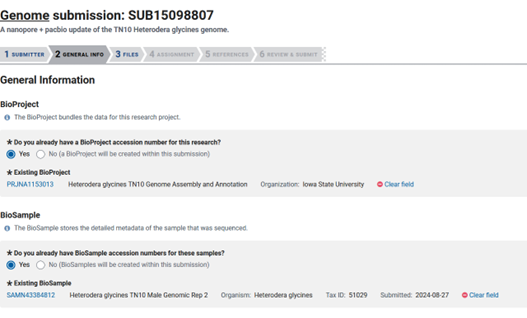 Genome submission: SUB15098807
A nanopore + pacbio update of the TN10 Heterodera glycines genome.
1 SUBMITTER 2 GENERAL INFO 3 FILES 4 ASSIGNMENT 5 REFERENCES 6 REVIEW & SUBMIT
General Information
BioProject
The BioProject bundles the data for this research project.
* Do you already have a BioProject accession number for this research?
Yes No (a BioProject will be created within this submission)
* Existing BioProject
PRJNA1153013 Heterodera glycines TN10 Genome Assembly and Annotation Organization: Iowa State University Clear field
BioSample
The BioSample stores the detailed metadata of the sample that was sequenced.
* Do you already have BioSample accession numbers for these samples?
Yes No (BioSamples will be created within this submission)
* Existing BioSample
SAMN43384812 Heterodera glycines TN10 Male Genomic Rep 2 Organism: Heterodera glycines Tax ID: 51029 Submitted: 2024-08-27 Clear field